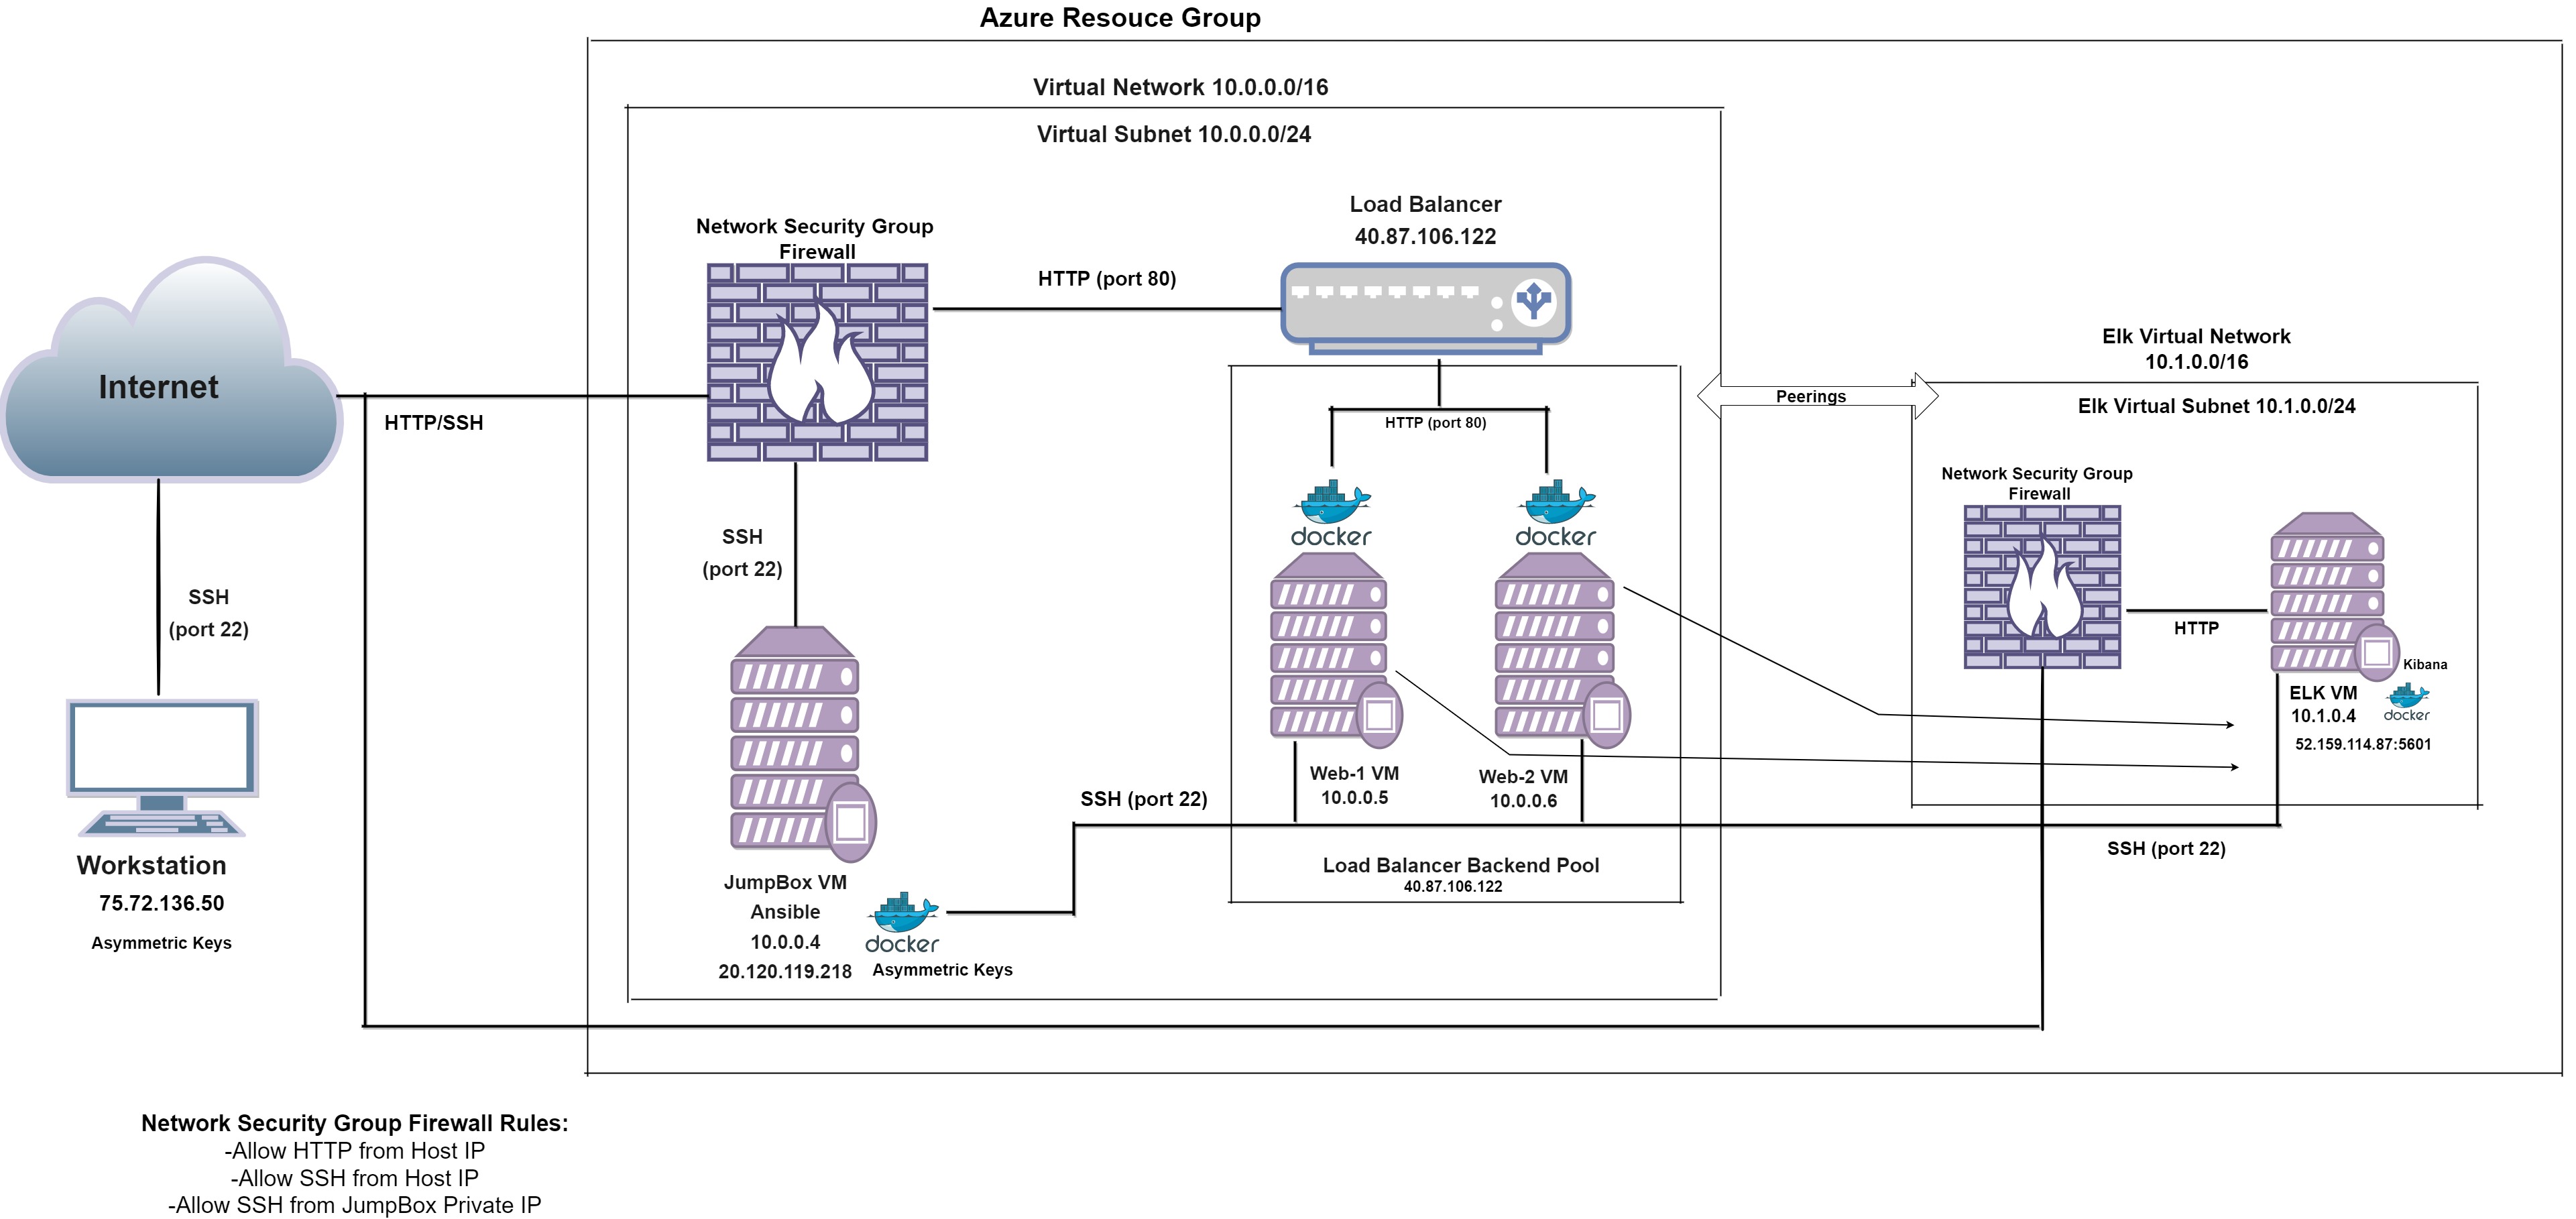 Azure Resouce Group
Virtual Network 10.0.0.0/16
Virtual Subnet 10.0.0.0/24
Network Security Group
Firewall
HTTP (port 80)
Load Balancer
40.87.106.122
Internet
HTTP/SSH
SSH
(port 22)
Workstation
75.72.136.50
Asymmetric Keys
SSH
(port 22)
JumpBox VM
Ansible
10.0.0.4
20.120.119.218
docker
Asymmetric Keys
SSH (port 22)
HTTP (port 80)
docker
docker
Web-1 VM
10.0.0.5
Web-2 VM
10.0.0.6
Load Balancer Backend Pool
40.87.106.122
Peerings
Elk Virtual Network
10.1.0.0/16
Elk Virtual Subnet 10.1.0.0/24
Network Security Group
Firewall
HTTP
Kibana
ELK VM
10.1.0.4
docker
52.159.114.87:5601
SSH (port 22)
Network Security Group Firewall Rules:
-Allow HTTP from Host IP
-Allow SSH from Host IP
-Allow SSH from JumpBox Private IP